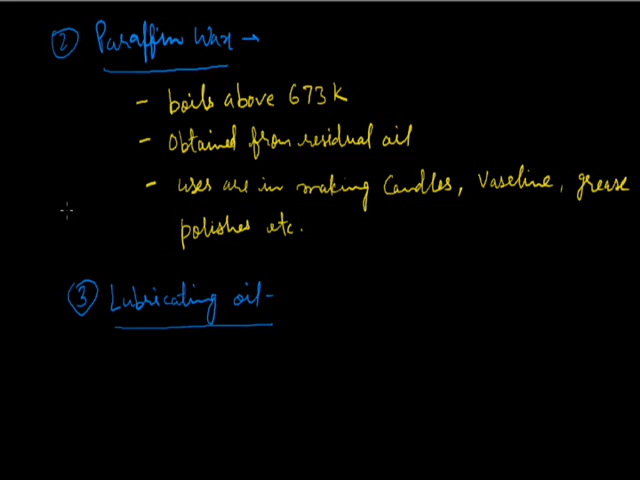 ② Paraffin Wax →
- boils above 673K
- Obtained from residual oil
- uses are in making Candles, Vaseline, grease
polishes etc.
③ Lubricating oil-